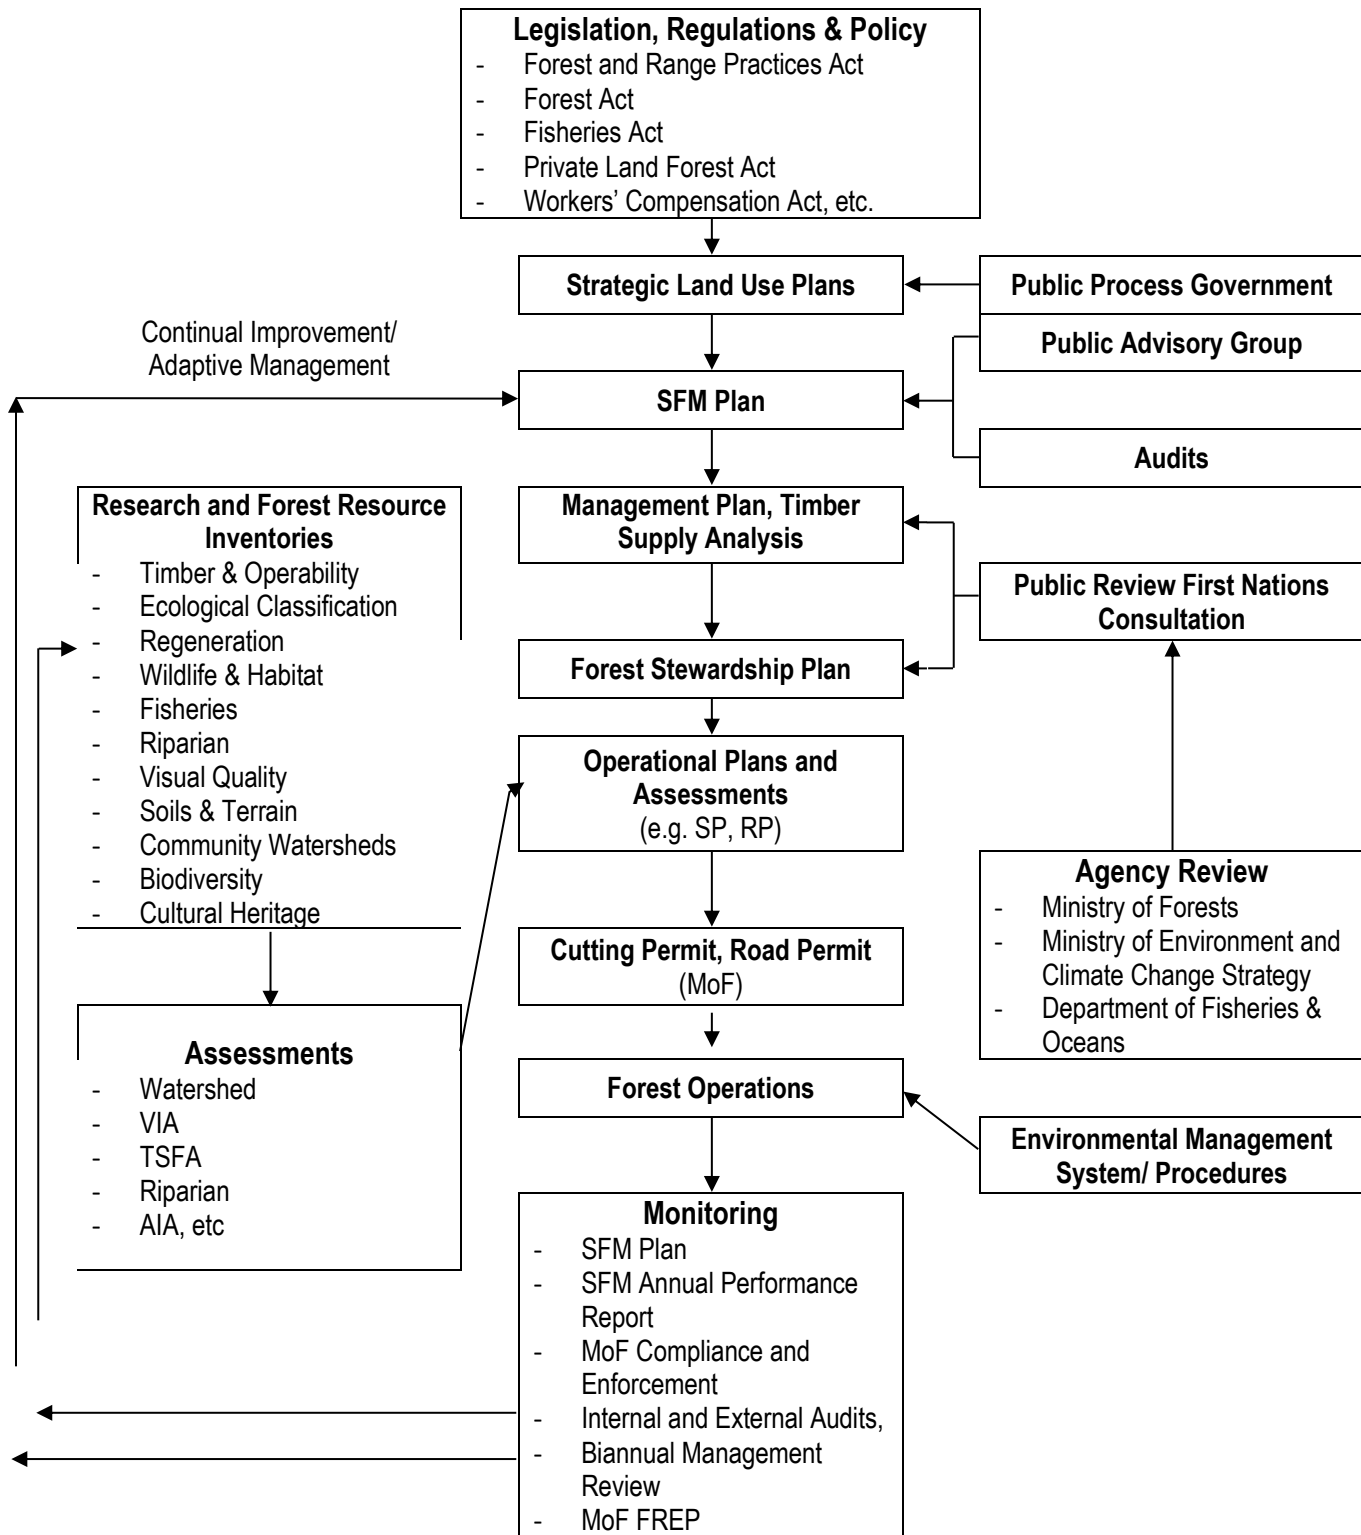 Legislation, Regulations & Policy
- Forest and Range Practices Act
- Forest Act
- Fisheries Act
- Private Land Forest Act
- Workers’ Compensation Act, etc.
Strategic Land Use Plans
Public Process Government
Public Advisory Group
Continual Improvement/
Adaptive Management
SFM Plan
Audits
Research and Forest Resource
Inventories
- Timber & Operability
- Ecological Classification
- Regeneration
- Wildlife & Habitat
- Fisheries
- Riparian
- Visual Quality
- Soils & Terrain
- Community Watersheds
- Biodiversity
- Cultural Heritage
Management Plan, Timber
Supply Analysis
Public Review First Nations
Consultation
Forest Stewardship Plan
Operational Plans and
Assessments
(e.g. SP, RP)
Agency Review
- Ministry of Forests
- Ministry of Environment and
Climate Change Strategy
- Department of Fisheries &
Oceans
Cutting Permit, Road Permit
(MoF)
Assessments
- Watershed
- VIA
- TSFA
- Riparian
- AIA, etc
Forest Operations
Environmental Management
System/ Procedures
Monitoring
- SFM Plan
- SFM Annual Performance
Report
- MoF Compliance and
Enforcement
- Internal and External Audits,
- Biannual Management
Review
- MoF FREP